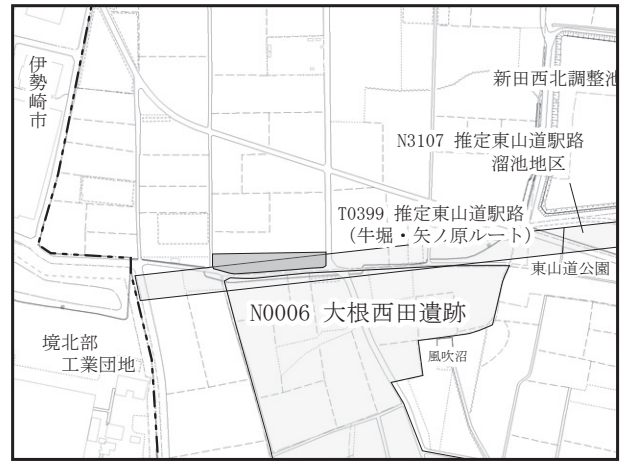 伊勢崎市
新田西北調整池
N3107 推定東山道駅路
溜池地区
T0399 推定東山道駅路
(牛堀・矢ノ原ルート)
東山道公園
N0006 大根西田遺跡
風吹沼
境北部
工業団地